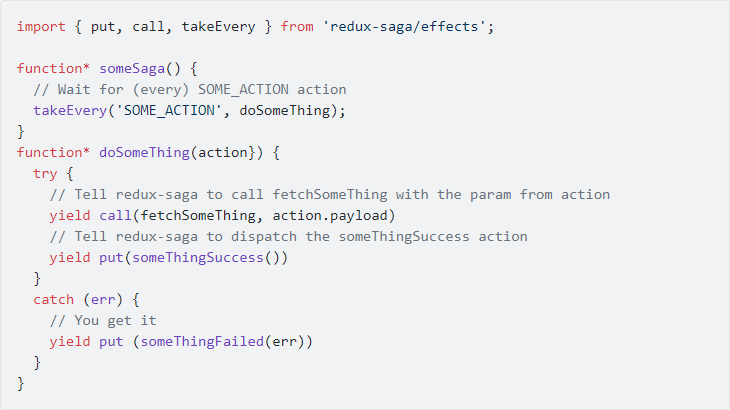 import { put, call, takeEvery } from 'redux-saga/effects';
function* someSaga() {
// Wait for (every) SOME_ACTION action
takeEvery('SOME_ACTION', doSomeThing);
}
function* doSomeThing(action}) {
try {
// Tell redux-saga to call fetchSomeThing with the param from action
yield call(fetchSomeThing, action.payload)
// Tell redux-saga to dispatch the someThingSuccess action
yield put(someThingSuccess())
}
catch (err) {
// You get it
yield put (someThingFailed(err))
}
}